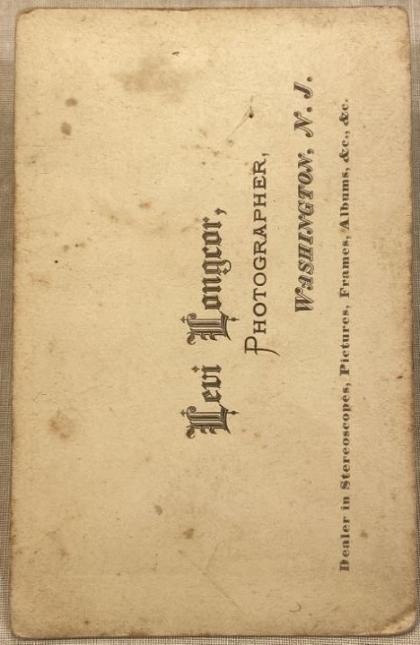 Levi Longcor,
PHOTOGRAPHER,
WASHINGTON, N. J.
Dealer in Stereoscopes, Pictures, Frames, Albums, &c., &c.